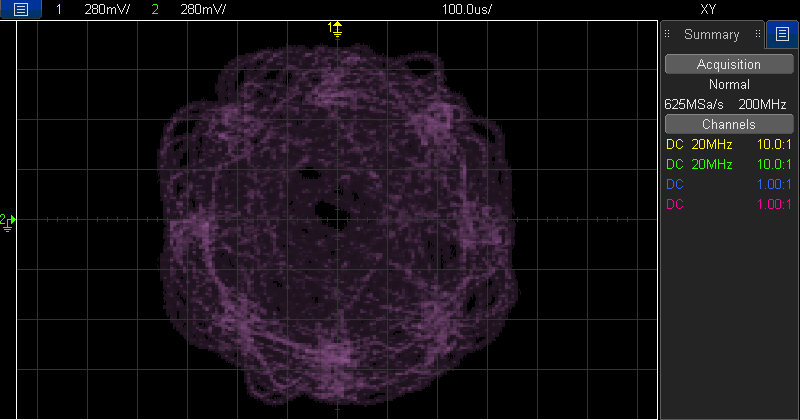 1 280mV/ 2 280mV/ 100.0us/ XY
1
2
Summary
Acquisition
Normal
625MSa/s 200MHz
Channels
DC 20MHz 10.0:1
DC 20MHz 10.0:1
DC 1.00:1
DC 1.00:1